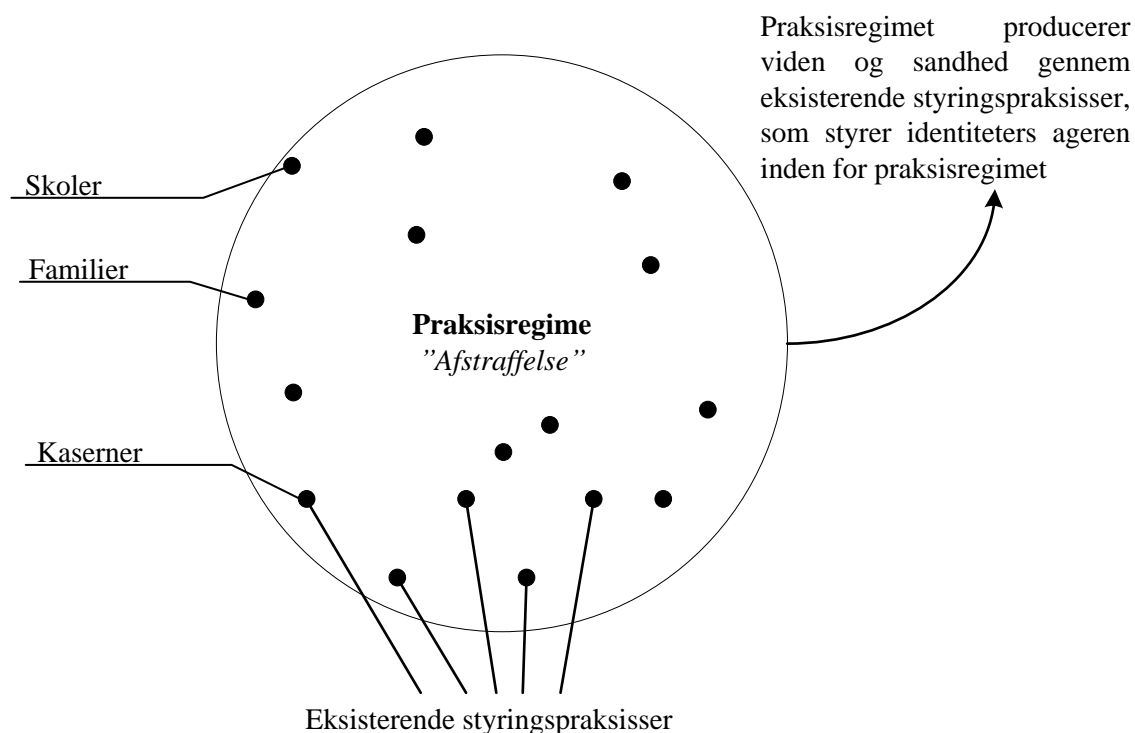 Praksisregimet producerer
viden og sandhed gennem
eksisterende styringspraksisser,
som styrer identiteters ageren
inden for praksisregimet
Skoler
Familier
Praksisregime
”Afstraffelse”
Kaserner
Eksisterende styringspraksisser